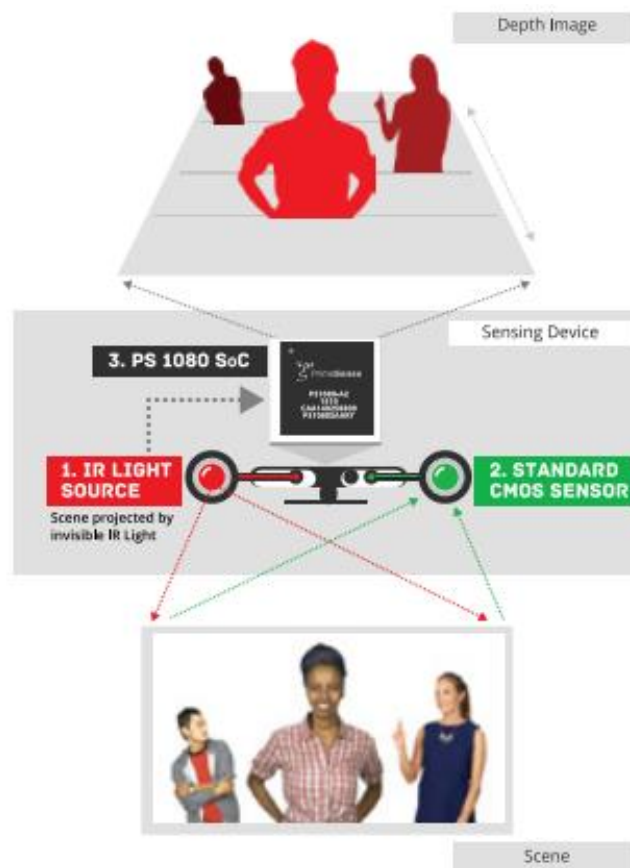 Depth Image
Sensing Device
3. PS 1080 SoC
PrimeSense
1. IR LIGHT
SOURCE
2. STANDARD
CMOS SENSOR
Scene projected by
invisible IR Light
Scene